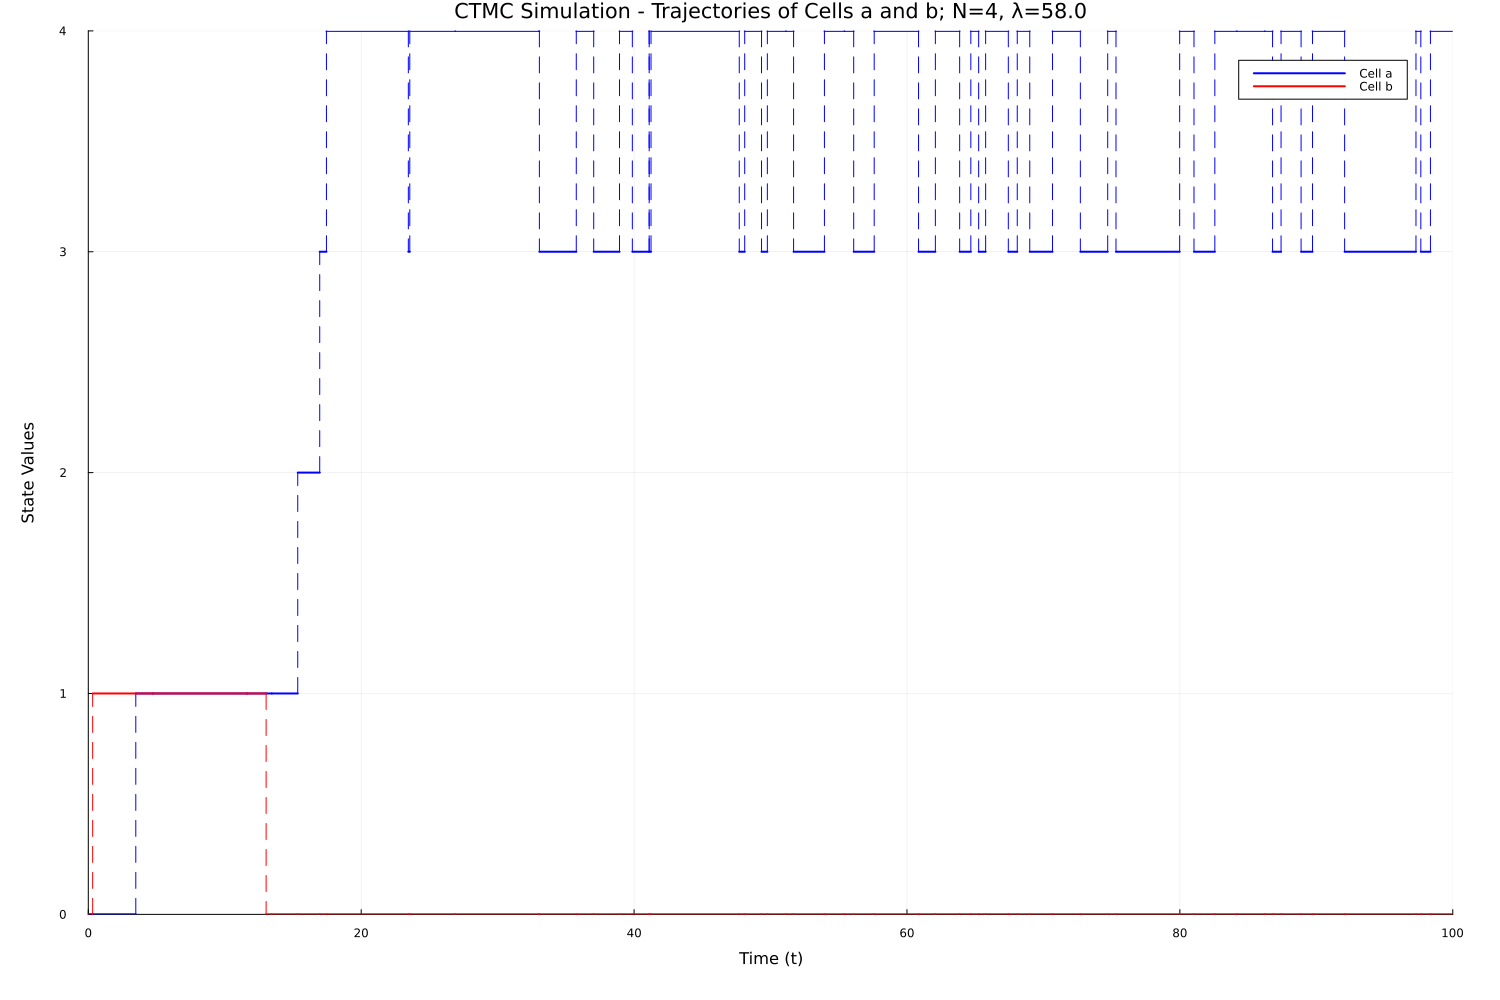 CTMC Simulation - Trajectories of Cells a and b; N=4, λ=58.0
4
Cell a
Cell b
3
State Values
2
1
0
0 20 40 60 80 100
Time (t)